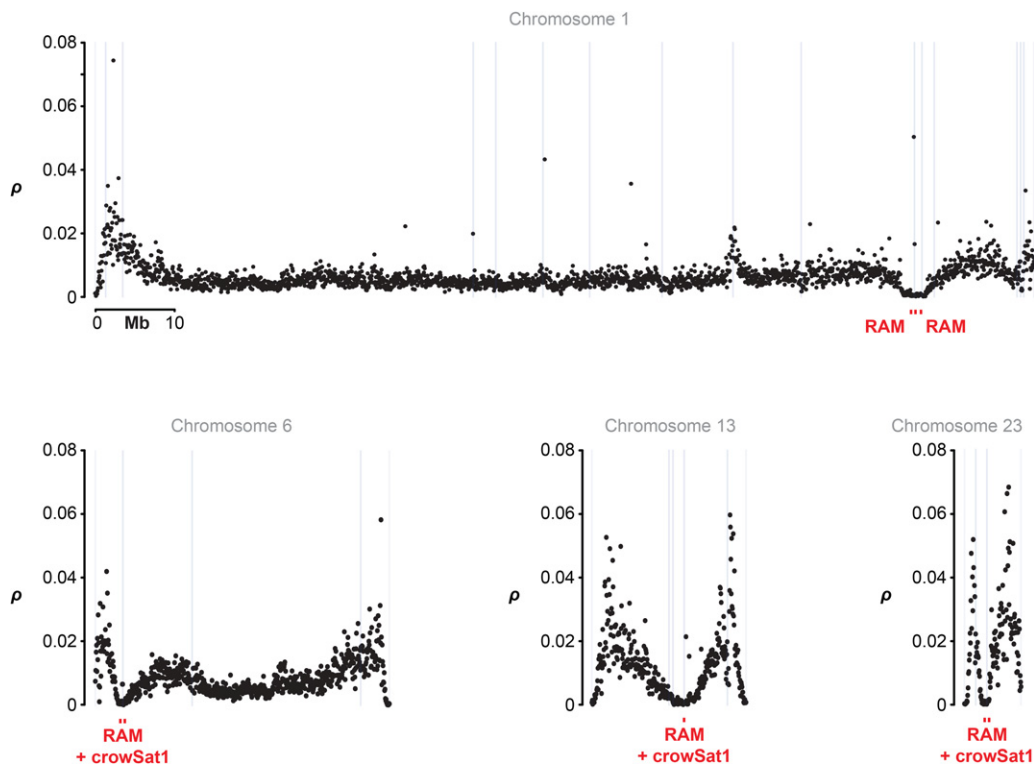 Chromosome 1
0.08
0.06
0.04
ρ
0.02
0
0 Mb 10
RAM RAM
Chromosome 6
0.08
0.06
0.04
ρ
0.02
0
RAM
+ crowSat1
Chromosome 13
0.08
0.06
0.04
ρ
0.02
0
RAM
+ crowSat1
Chromosome 23
0.08
0.06
0.04
ρ
0.02
0
RAM
+ crowSat1